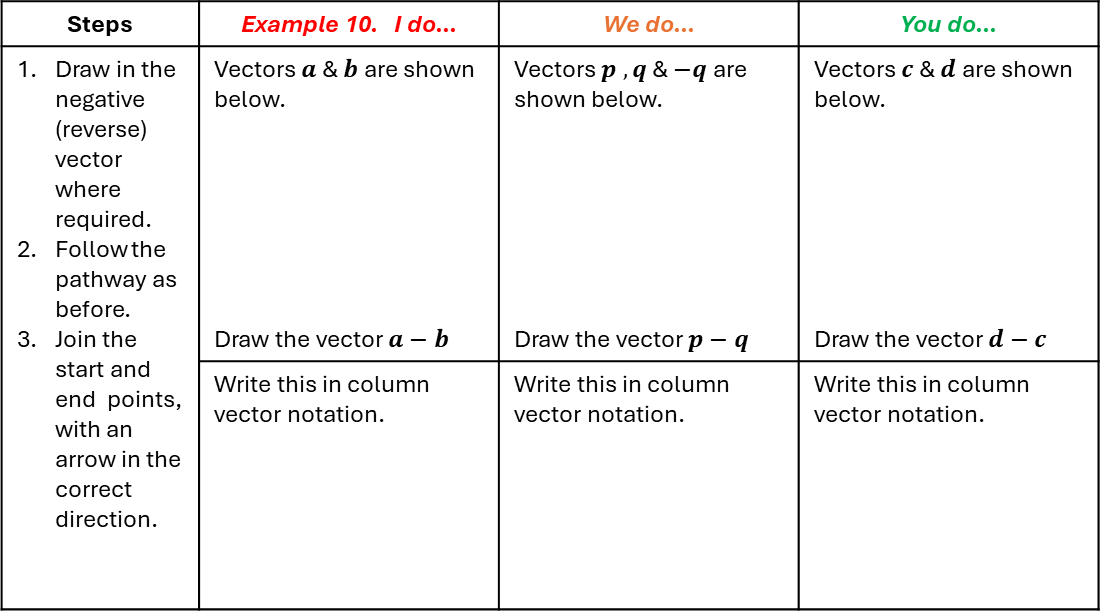 Steps
Example 10.   I do...
We do...
You do...
1. Draw in the
negative
(reverse)
vector
where
required.
2. Follow the
pathway as
before.
3. Join the
start and
end points,
with an
arrow in the
correct
direction.
Vectors a & b are shown
below.
Draw the vector a − b
Vectors p , q & −q are
shown below.
Draw the vector p − q
Vectors c & d are shown
below.
Draw the vector d − c
Write this in column
vector notation.
Write this in column
vector notation.
Write this in column
vector notation.